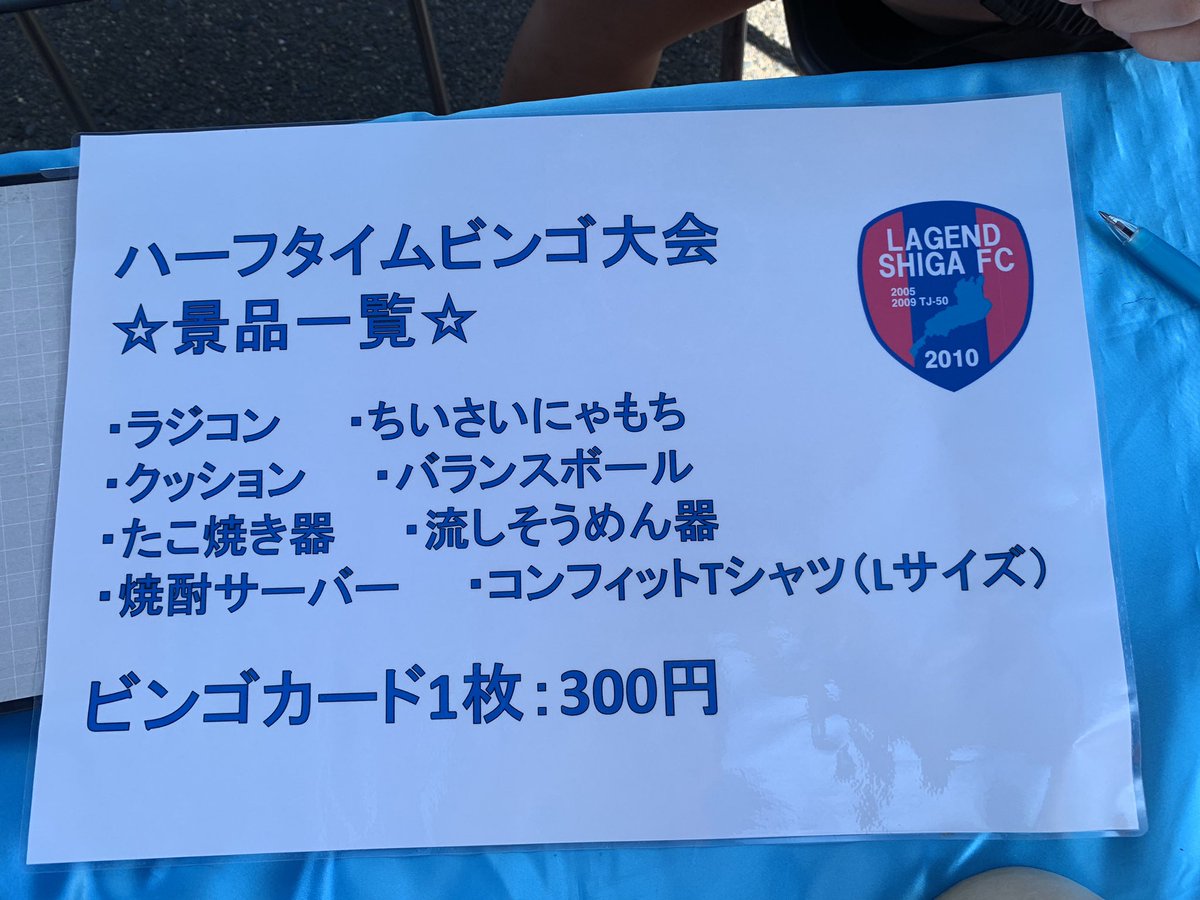 ハーフタイムビンゴ大会
☆景品一覧☆
LAGEND
SHIGA FC
2005
2009 TJ-50
2010
・ラジコン ・ちいさいにゃもち
・クッション ・バランスボール
・たこ焼き器 ・流しそうめん器
・焼酎サーバー ・コンフィットTシャツ(Lサイズ)
ビンゴカード1枚:300円